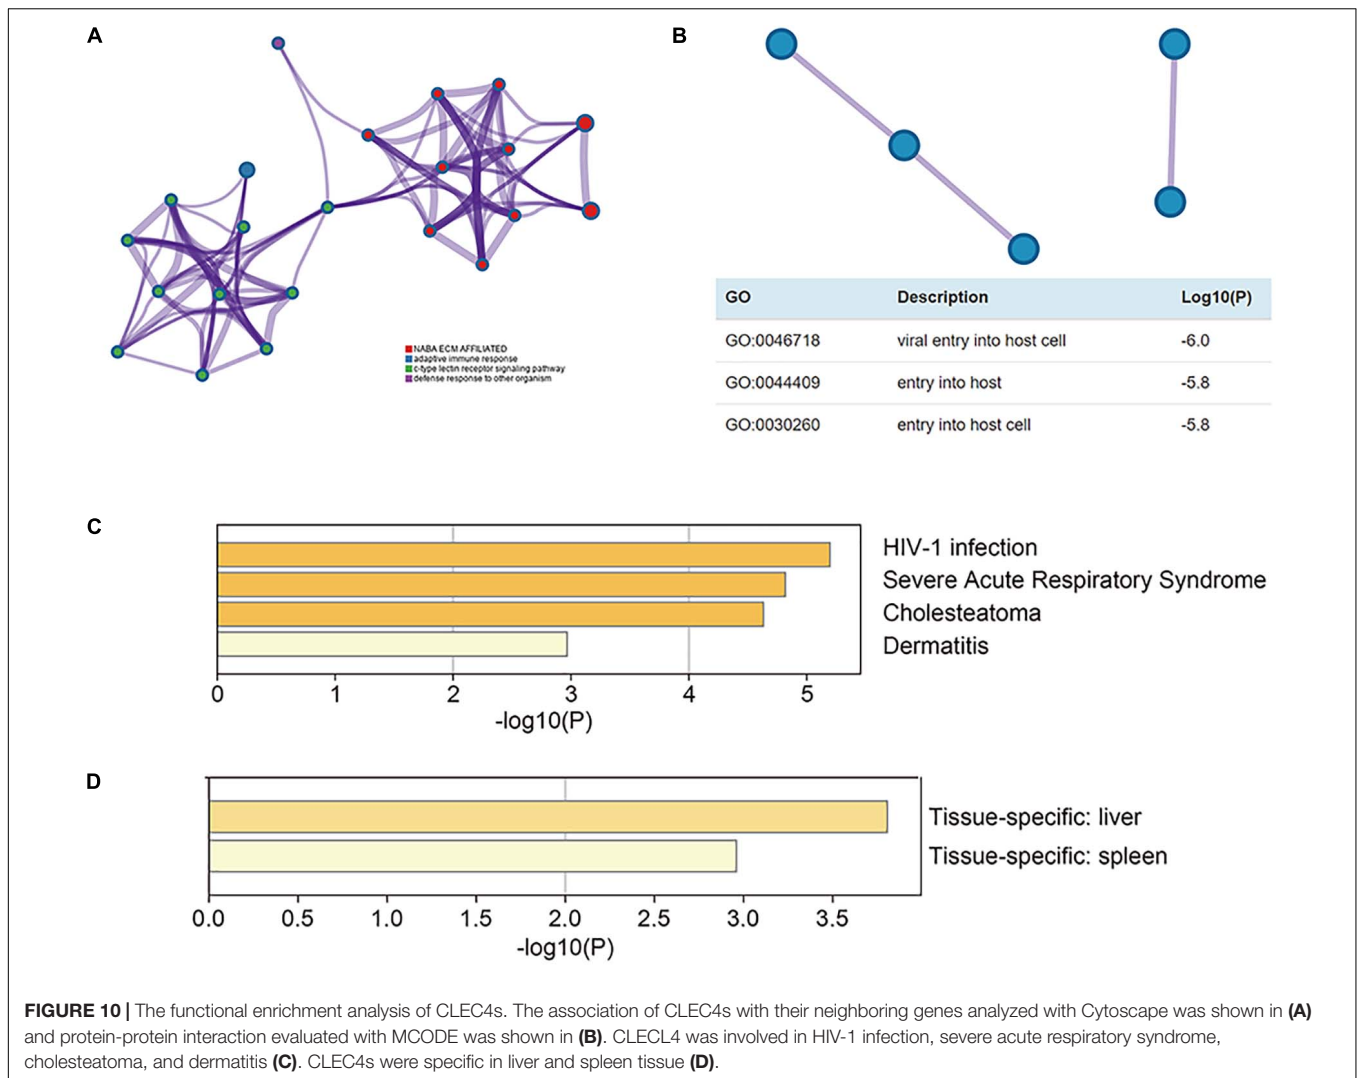 A
B
NABA ECM AFFILIATED
adaptive immune response
c-type lectin receptor signaling pathway
defense response to other organism
GO Description Log10(P)
GO:0046718 viral entry into host cell -6.0
GO:0044409 entry into host -5.8
GO:0030260 entry into host cell -5.8
C
HIV-1 infection
Severe Acute Respiratory Syndrome
Cholesteatoma
Dermatitis
0 1 2 3 4 5
-log10(P)
D
Tissue-specific: liver
Tissue-specific: spleen
0.0 0.5 1.0 1.5 2.0 2.5 3.0 3.5
-log10(P)
FIGURE 10 | The functional enrichment analysis of CLEC4s. The association of CLEC4s with their neighboring genes analyzed with Cytoscape was shown in (A)
and protein-protein interaction evaluated with MCODE was shown in (B). CLECL4 was involved in HIV-1 infection, severe acute respiratory syndrome,
cholesteatoma, and dermatitis (C). CLEC4s were specific in liver and spleen tissue (D).